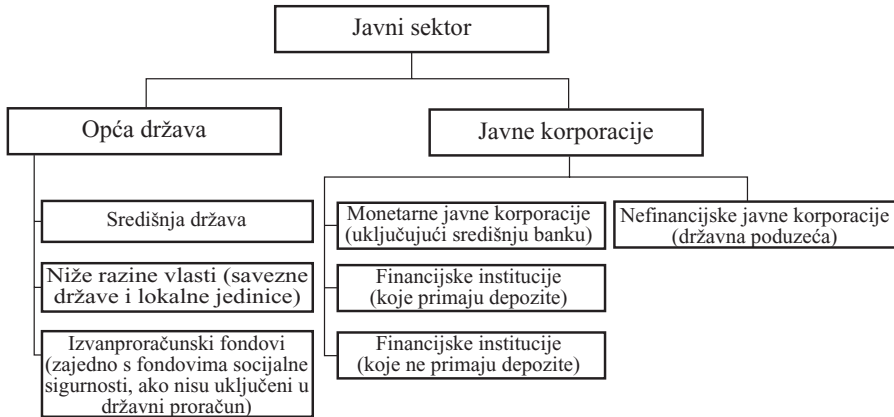 Javni sektor
Opća država
Javne korporacije
Središnja država
Niže razine vlasti (savezne
države i lokalne jedinice)
Izvanproračunski fondovi
(zajedno s fondovima socijalne
sigurnosti, ako nisu uključeni u
državni proračun)
Monetarne javne korporacije
(uključujući središnju banku)
Financijske institucije
(koje primaju depozite)
Financijske institucije
(koje ne primaju depozite)
Nefinancijske javne korporacije
(državna poduzeća)